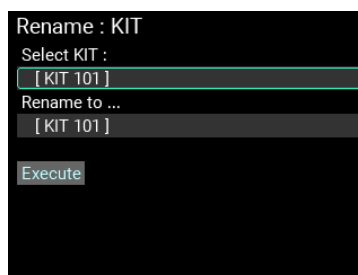 Rename : KIT
Select KIT :
[ KIT 101 ]
Rename to ...
[ KIT 101 ]
Execute